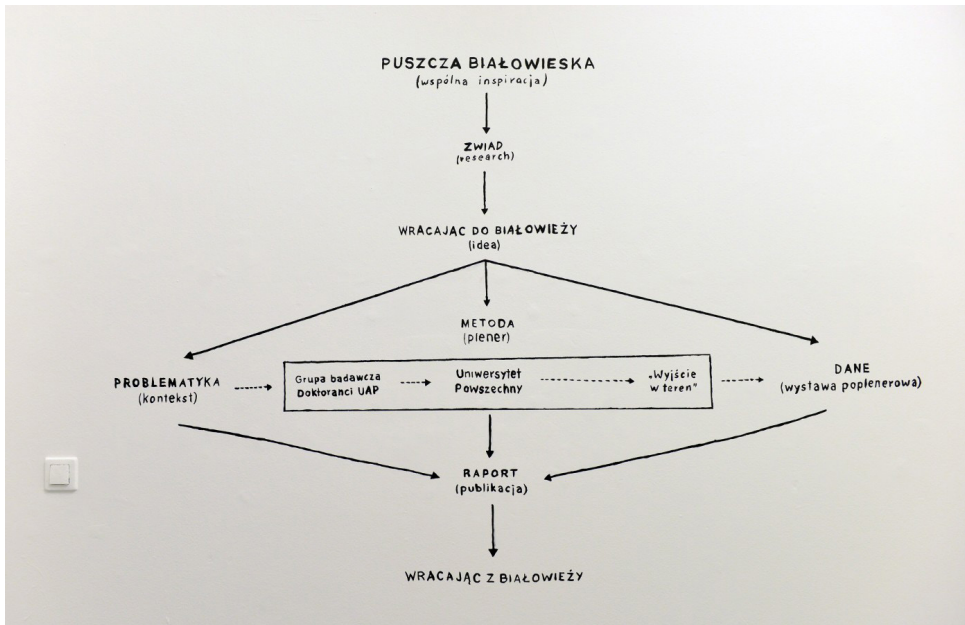 PUSZCZA BIAŁOWIESKA
(wspólna inspiracja)
ZWIAD
(research)
WRACAJĄC DO BIAŁOWIEŻY
(idea)
METODA
(plener)
PROBLEMATYKA
(kontekst)
Grupa badawcza
Doktoranci UAP
Uniwersytet
Powszechny
„Wyjście
w teren"
DANE
(wystawa poplenerowa)
RAPORT
(publikacja)
WRACAJĄC Z BIAŁOWIEŻY